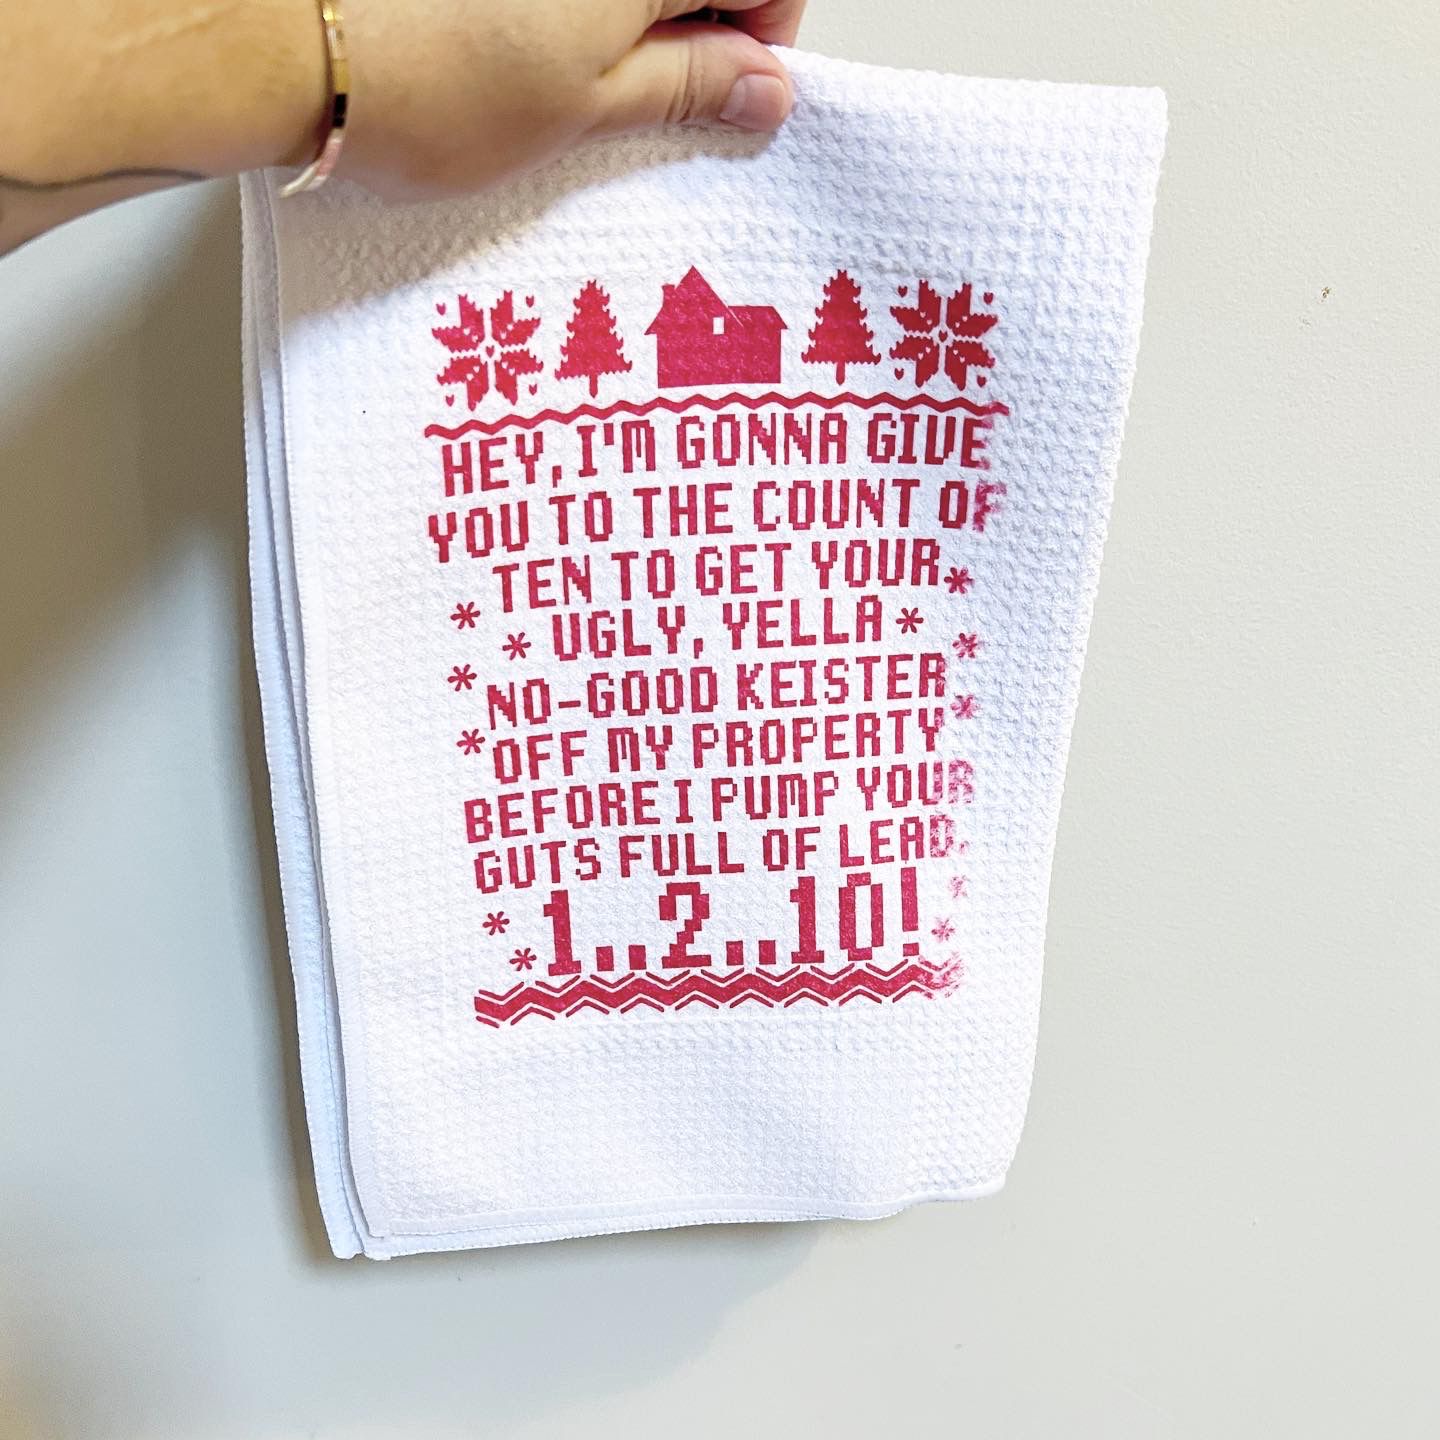 HEY, I'M GONNA GIVE
YOU TO THE COUNT OF
TEN TO GET YOUR
UGLY, YELLA
NO-GOOD KEISTER
OFF MY PROPERTY
BEFORE I PUMP YOUR
GUTS FULL OF LEAD.
1..2..10!